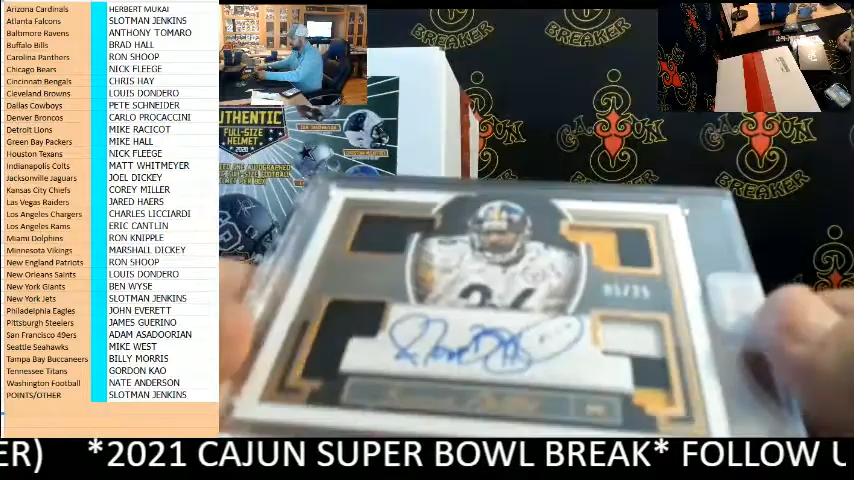 Arizona Cardinals HERBERT MUKAI
Atlanta Falcons SLOTMAN JENKINS
Baltimore Ravens ANTHONY TOMARO
Buffalo Bills BRAD HALL
Carolina Panthers RON SHOOP
Chicago Bears NICK FLEEGE
Cincinnati Bengals CHRIS HAY
Cleveland Browns LOUIS DONDERO
Dallas Cowboys PETE SCHNEIDER
Denver Broncos CARLO PROCACCINI
Detroit Lions MIKE RACICOT
Green Bay Packers MIKE HALL
Houston Texans NICK FLEEGE
Indianapolis Colts MATT WHITMEYER
Jacksonville Jaguars JOEL DICKEY
Kansas City Chiefs COREY MILLER
Las Vegas Raiders JARED HAERS
Los Angeles Chargers CHARLES LICCIARDI
Los Angeles Rams ERIC CANTLIN
Miami Dolphins RON KNIPPLE
Minnesota Vikings MARSHALL DICKEY
New England Patriots RON SHOOP
New Orleans Saints LOUIS DONDERO
New York Giants BEN WYSE
New York Jets SLOTMAN JENKINS
Philadelphia Eagles JOHN EVERETT
Pittsburgh Steelers JAMES GUERINO
San Francisco 49ers ADAM ASADOORIAN
Seattle Seahawks MIKE WEST
Tampa Bay Buccaneers BILLY MORRIS
Tennessee Titans GORDON KAO
Washington Football NATE ANDERSON
POINTS/OTHER SLOTMAN JENKINS
BREAKER
CAJUN
BREAKER
CAJUN
BREAKER
BREAKER
UTHENTIC
FULL-SIZE
HELMET
2020
ER) *2021 CAJUN SUPER BOWL BREAK* FOLLOW U